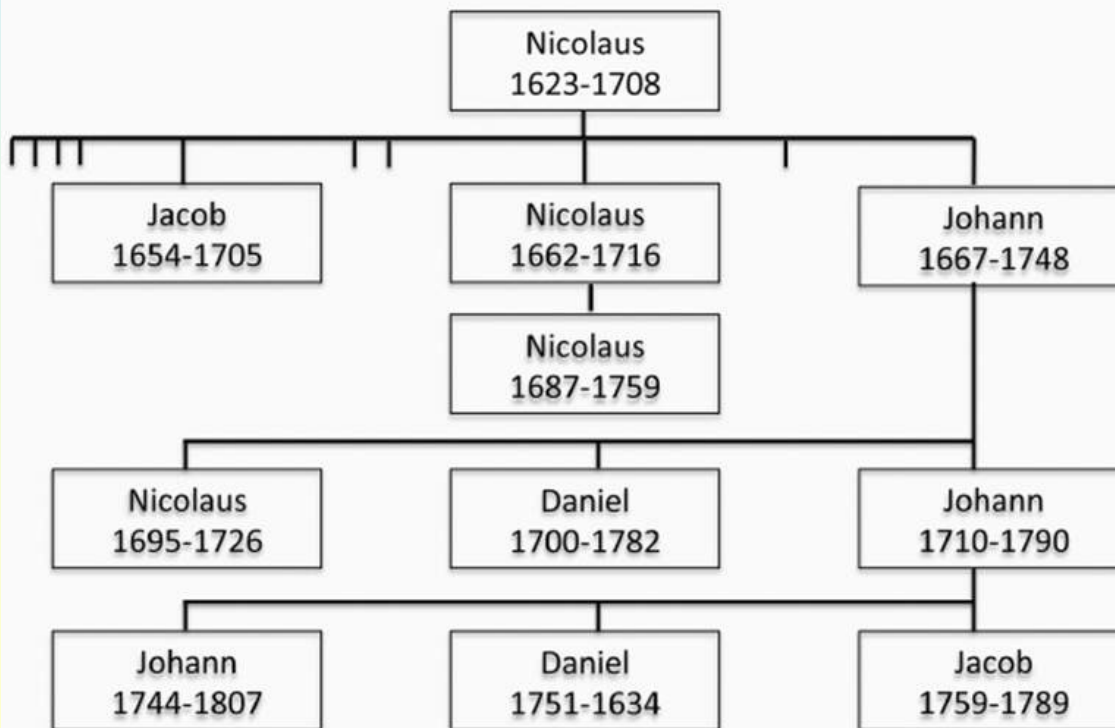 Nicolaus
1623-1708
Jacob
1654-1705
Nicolaus
1662-1716
Johann
1667-1748
Nicolaus
1687-1759
Nicolaus
1695-1726
Daniel
1700-1782
Johann
1710-1790
Johann
1744-1807
Daniel
1751-1634
Jacob
1759-1789